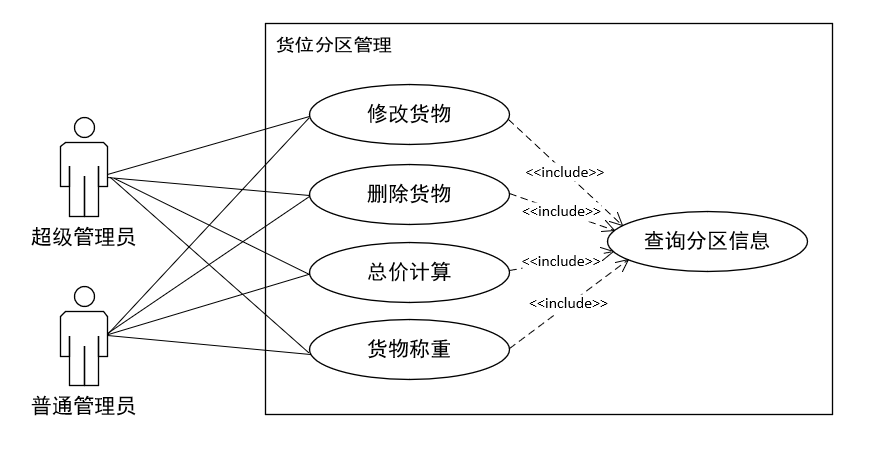 货位分区管理
修改货物
<<include>>
删除货物
<<include>>
超级管理员
查询分区信息
总价计算
<<include>>
<<include>>
货物称重
普通管理员